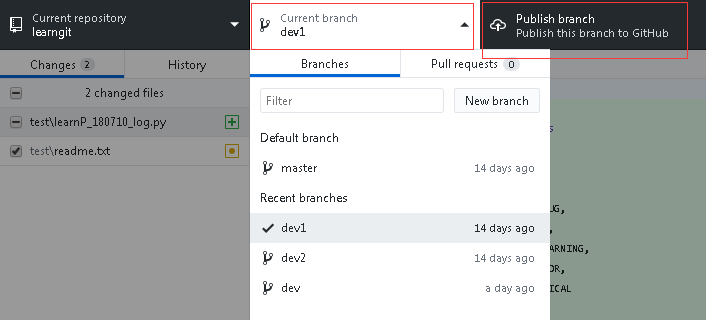 Current repository
learngit
Current branch
dev1
Publish branch
Publish this branch to GitHub
Changes 2
History
Branches
Pull requests 0
2 changed files
Filter
New branch
test\learnP_180710_log.py
test\readme.txt
Default branch
master 14 days ago
Recent branches
dev1 14 days ago
dev2 14 days ago
dev a day ago
s
UG,
,
ARNING,
OR,
ICAL